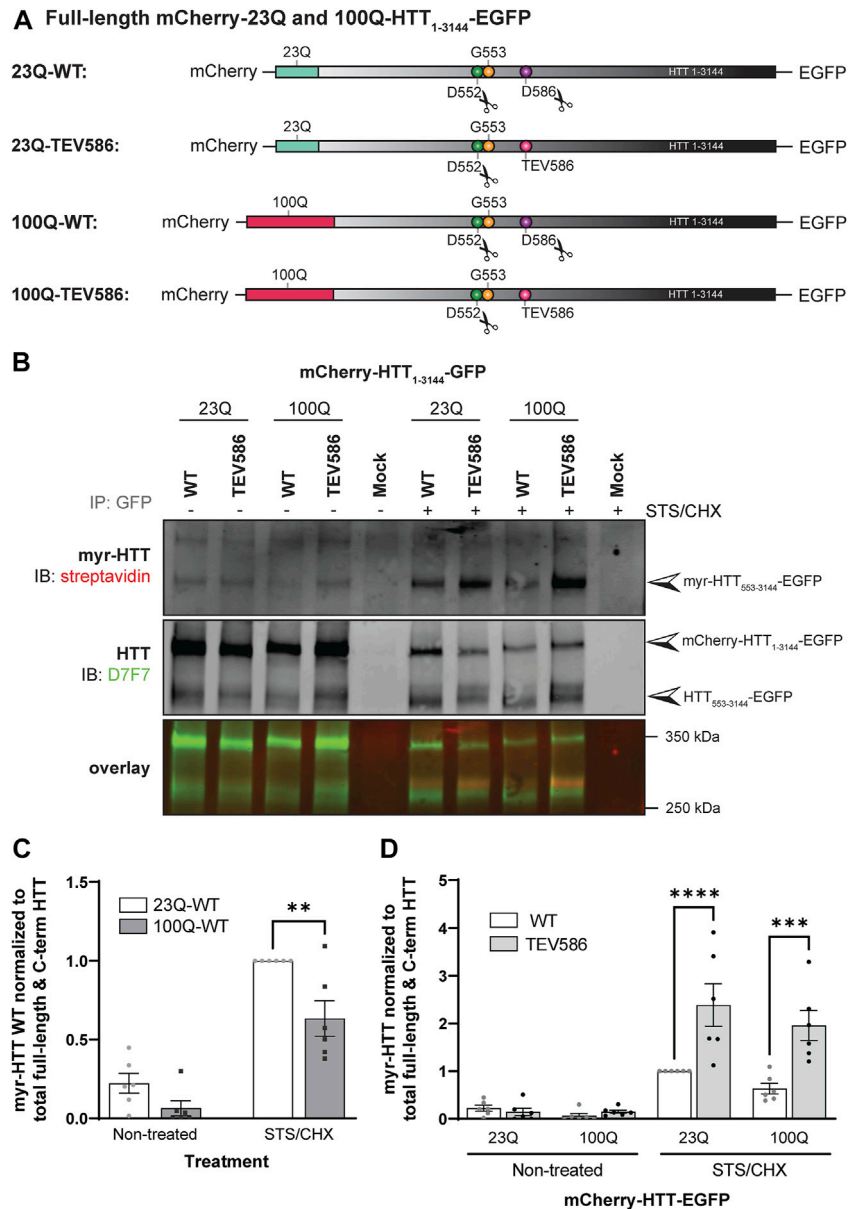 A Full-length mCherry-23Q and 100Q-HTT1-3144-EGFP
23Q G553
23Q-WT: mCherry HTT 1-3144 EGFP
D552 D586
23Q G553
23Q-TEV586: mCherry HTT 1-3144 EGFP
D552 TEV586
100Q G553
100Q-WT: mCherry HTT 1-3144 EGFP
D552 D586
100Q G553
100Q-TEV586: mCherry HTT 1-3144 EGFP
D552 TEV586
B
mCherry-HTT1-3144-GFP
23Q 100Q 23Q 100Q
WT TEV586 WT TEV586 Mock WT TEV586 WT TEV586 Mock
IP: GFP - - - - - + + + + + STS/CHX
myr-HTT
IB: streptavidin myr-HTT553-3144-EGFP
HTT mCherry-HTT1-3144-EGFP
IB: D7F7
HTT553-3144-EGFP
overlay 350 kDa
250 kDa
C
myr-HTT WT normalized to
total full-length & C-term HTT
1.5
1.0
0.5
0.0
23Q-WT
100Q-WT
**
Non-treated STS/CHX
Treatment
D
myr-HTT normalized to
total full-length & C-term HTT
5
4
3
2
1
0
WT
TEV586
****
***
23Q 100Q 23Q 100Q
Non-treated STS/CHX
mCherry-HTT-EGFP